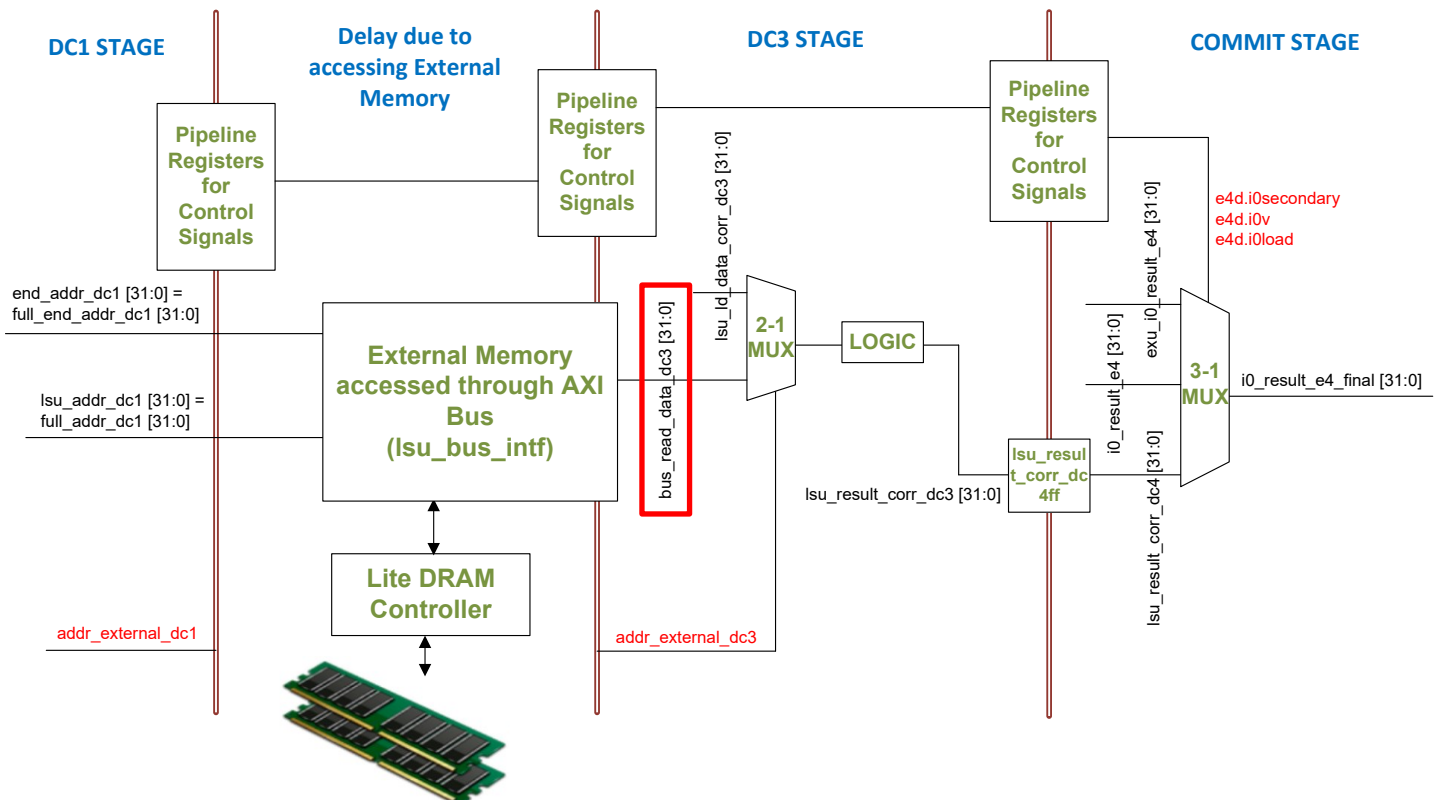 DC1 STAGE
Delay due to
accessing External
Memory
DC3 STAGE
COMMIT STAGE
Pipeline
Registers
for
Control
Signals
Pipeline
Registers
for
Control
Signals
Pipeline
Registers
for
Control
Signals
e4d.i0secondary
e4d.i0v
e4d.i0load
end_addr_dc1 [31:0] =
full_end_addr_dc1 [31:0]
lsu_addr_dc1 [31:0] =
full_addr_dc1 [31:0]
External Memory
accessed through AXI
Bus
(lsu_bus_intf)
bus_read_data_dc3 [31:0]
lsu_ld_data_corr_dc3 [31:0]
2-1
MUX
LOGIC
lsu_result_corr_dc3 [31:0]
lsu_resul
t_corr_dc
4ff
exu_i0_result_e4 [31:0]
i0_result_e4 [31:0]
lsu_result_corr_dc4 [31:0]
3-1
MUX
i0_result_e4_final [31:0]
Lite DRAM
Controller
addr_external_dc1
addr_external_dc3